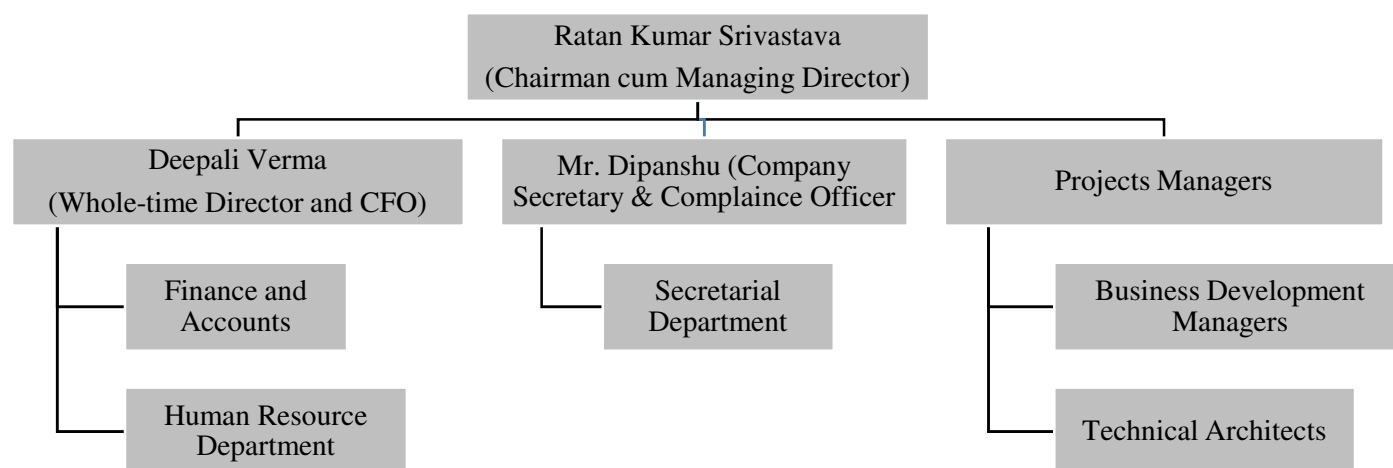 Ratan Kumar Srivastava
(Chairman cum Managing Director)
Deepali Verma
(Whole-time Director and CFO)
Mr. Dipanshu (Company
Secretary & Complaince Officer
Projects Managers
Finance and
Accounts
Secretarial
Department
Business Development
Managers
Human Resource
Department
Technical Architects